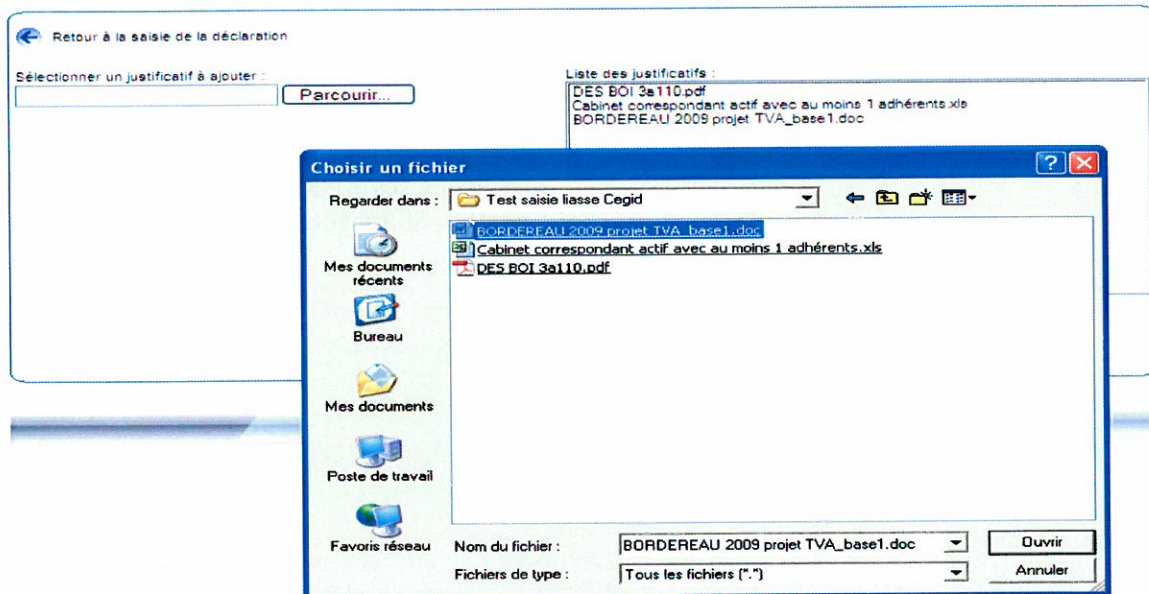 Retour à la saisie de la déclaration
Sélectionner un justificatif à ajouter :
Parcourir...
Liste des justificatifs :
DES BOI 3a110.pdf
Cabinet correspondant actif avec au moins 1 adhérents.xls
BORDEREAU 2009 projet TVA_base1.doc
Choisir un fichier
Regarder dans :
Test saisie liasse Cegid
BORDEREAU 2009 projet TVA_base1.doc
Cabinet correspondant actif avec au moins 1 adhérents.xls
DES BOI 3a110.pdf
Mes documents
récents
Bureau
Mes documents
Poste de travail
Favoris réseau
Nom du fichier :
BORDEREAU 2009 projet TVA_base1.doc
Ouvrir
Fichiers de type :
Tous les fichiers (*.*)
Annuler